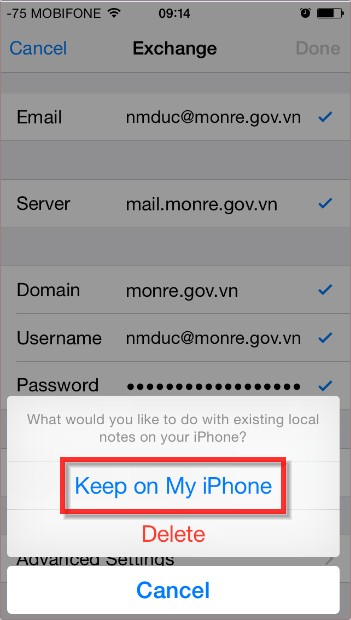 -75 MOBIFONE 09:14
Cancel Exchange Done
Email nmduc@monre.gov.vn
Server mail.monre.gov.vn
Domain monre.gov.vn
Username nmduc@monre.gov.vn
Password ●●●●●●●●●●●●●●●●●
What would you like to do with existing local
notes on your iPhone?
Keep on My iPhone
Delete
Advanced Settings
Cancel